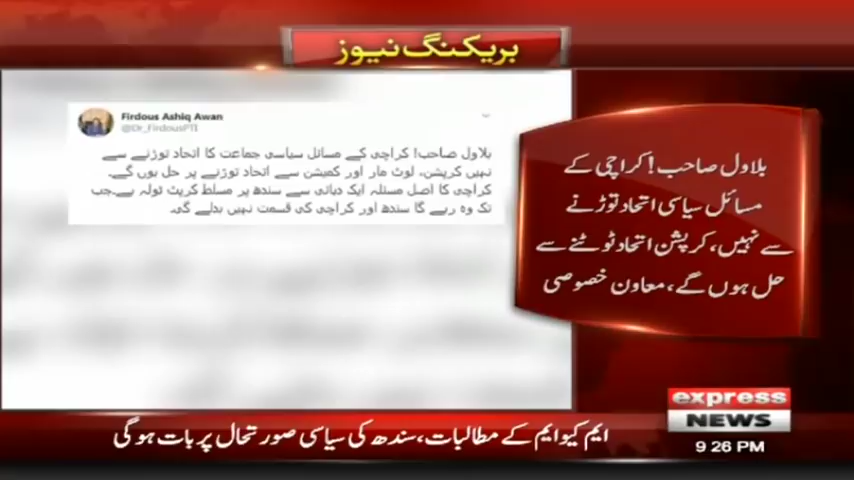 بریکنگ نیوز
Firdous Ashiq Awan
@Dr_FirdousPTI
بلاول صاحب! کراچی کے مسائل سیاسی جماعت کا اتحاد توڑنے سے
نہیں کرپشن، لوٹ مار اور کمیشن سے اتحاد توڑنے پر حل ہوں گے۔
کراچی کا اصل مسئلہ ایک دہائی سے سندھ پر مسلط کرپٹ ٹولہ ہے۔جب
تک وہ رہے گا سندھ اور کراچی کی قسمت نہیں بدلے گی۔
بلاول صاحب! کراچی کے
مسائل سیاسی اتحاد توڑنے
سے نہیں، کرپشن اتحاد ٹوٹنے سے
حل ہوں گے، معاون خصوصی
express
NEWS
9:26 PM
ایم کیو ایم کے مطالبات، سندھ کی سیاسی صورتحال پر بات ہوگی